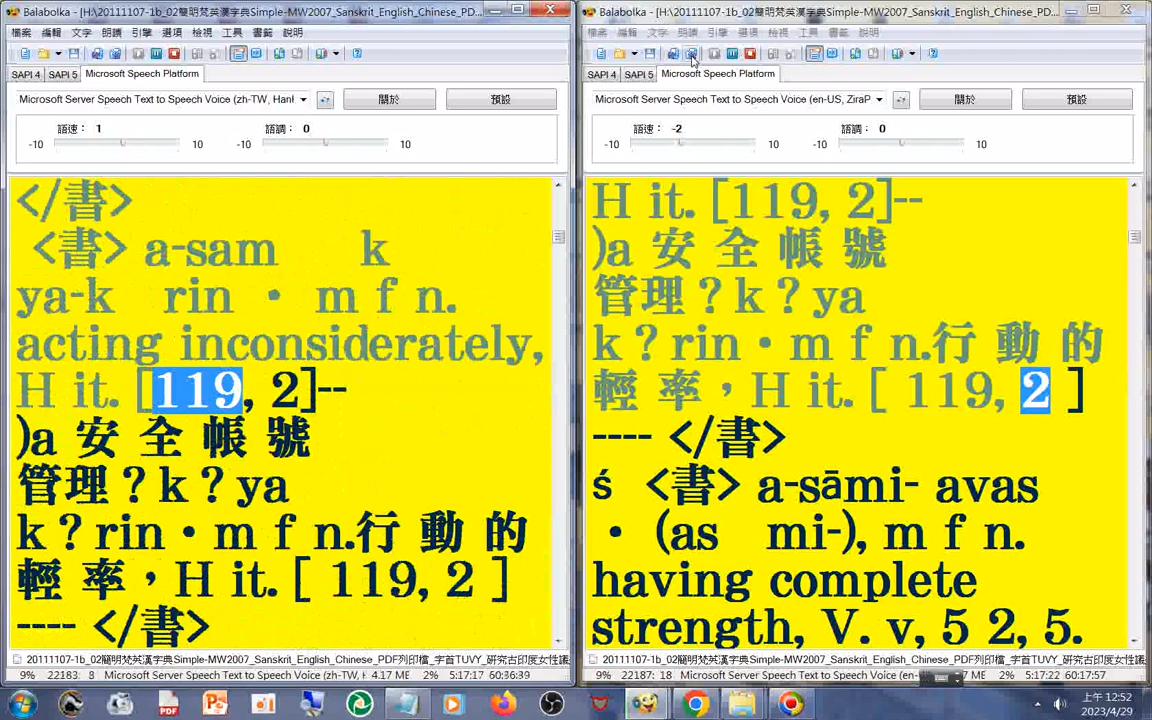 Balabolka - [H:\20111107-1b_02簡明梵英漢字典Simple-MW2007_Sanskrit_English_Chinese_PD...
檔案 編輯 文字 朗讀 引擎 選項 檢視 工具 書籤 說明
SAPI 4 SAPI 5 Microsoft Speech Platform
Microsoft Server Speech Text to Speech Voice (zh-TW, Hanl 關於 預設
語速： 1 語調： 0
-10 10 -10 10
</書>
<書> a-sam k
ya-k rin • m f n.
acting inconsiderately,
H it. [119, 2]--
)a 安 全 帳 號
管理？k？ya
k？rin • m f n.行 動 的
輕 率，H it. [ 119, 2 ]
---- </書>
20111107-1b_02簡明梵英漢字典Simple-MW2007_Sanskrit_English_Chinese_PDF列印檔_字首TUVY_研究古印度女性議
9% 22183: 8 Microsoft Server Speech Text to Speech Voice (zh-TW, 4.17 ME 2% 5:17:17 60:36:39
Balabolka - [H:\20111107-1b_02簡明梵英漢字典Simple-MW2007_Sanskrit_English_Chinese_PD...
檔案 編輯 文字 朗讀 引擎 選項 檢視 工具 書籤 說明
SAPI 4 SAPI 5 Microsoft Speech Platform
Microsoft Server Speech Text to Speech Voice (en-US, ZiraP 關於 預設
語速： -2 語調： 0
-10 10 -10 10
H it. [119, 2]--
)a 安 全 帳 號
管理？k？ya
k？rin • m f n.行 動 的
輕 率，H it. [ 119, 2 ]
---- </書>
ś <書> a-sāmi- avas
• (as mi-), m f n.
having complete
strength, V. v, 5 2, 5.
20111107-1b_02簡明梵英漢字典Simple-MW2007_Sanskrit_English_Chinese_PDF列印檔_字首TUVY_研究古印度女性議
9% 22187: 18 Microsoft Server Speech Text to Speech Voice ME 2% 5:17:22 60:17:57
上午 12:52
2023/4/29